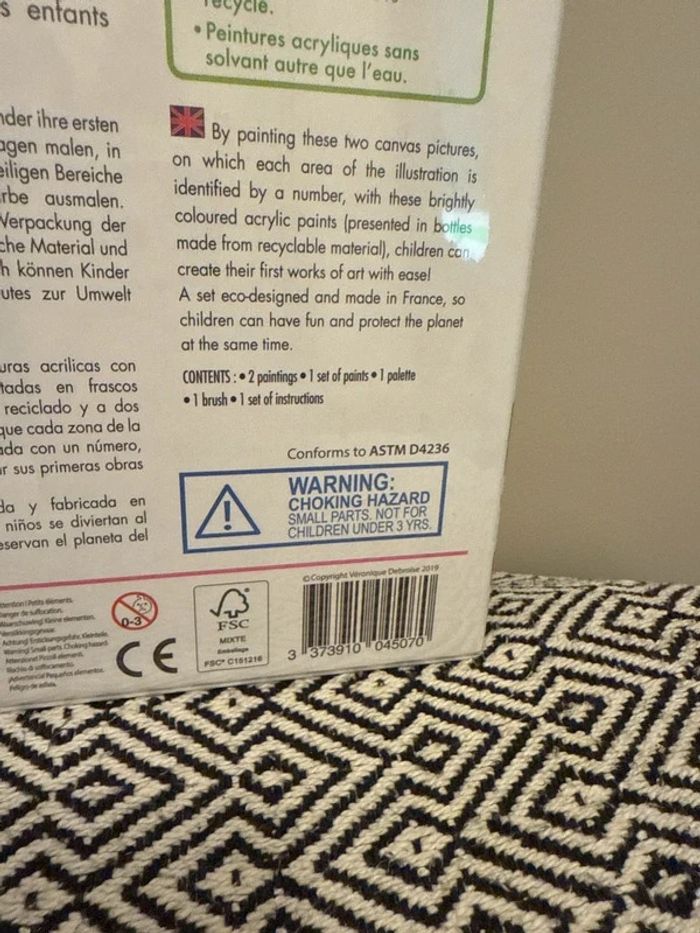 s enfants
recyclé.
• Peintures acryliques sans
solvant autre que l'eau.
nder ihre ersten
agen malen, in
eiligen Bereiche
rbe ausmalen.
Verpackung der
che Material und
h können Kinder
utes zur Umwelt
By painting these two canvas pictures,
on which each area of the illustration is
identified by a number, with these brightly
coloured acrylic paints (presented in bottles
made from recyclable material), children can
create their first works of art with ease!
A set eco-designed and made in France, so
children can have fun and protect the planet
at the same time.
CONTENTS : • 2 paintings • 1 set of paints • 1 palette
• 1 brush • 1 set of instructions
uras acrilicas con
tadas en frascos
reciclado y a dos
que cada zona de la
ada con un número,
r sus primeras obras
da y fabricada en
niños se diviertan al
eservan el planeta del
Conforms to ASTM D4236
WARNING:
CHOKING HAZARD
SMALL PARTS. NOT FOR
CHILDREN UNDER 3 YRS.
©Copyright Véronique Debroise 2019
0-3
CE
FSC
MIXTE
Emballage
FSC® C151216
3 373910 045070